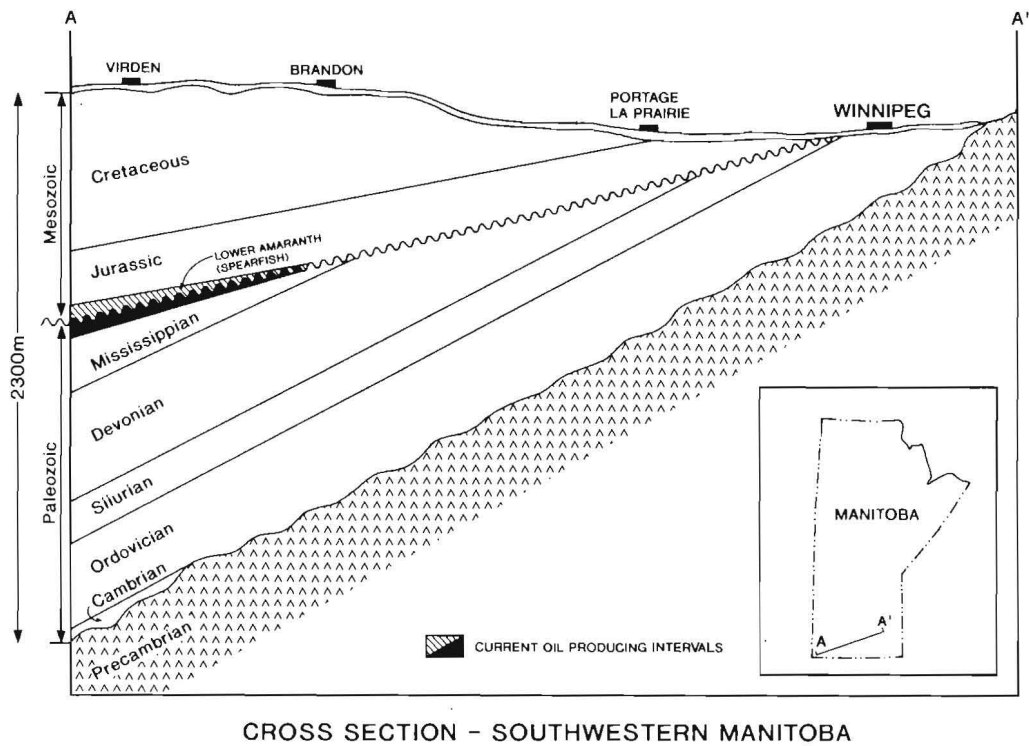 A
A'
VIRDEN
BRANDON
PORTAGE
LA PRAIRIE
WINNIPEG
Mesozoic
Cretaceous
Jurassic
LOWER AMARANTH
(SPEARFISH)
2300m
Mississippian
Paleozoic
Devonian
Silurian
Ordovician
Cambrian
Precambrian
MANITOBA
A
A'
CURRENT OIL PRODUCING INTERVALS
CROSS SECTION – SOUTHWESTERN MANITOBA